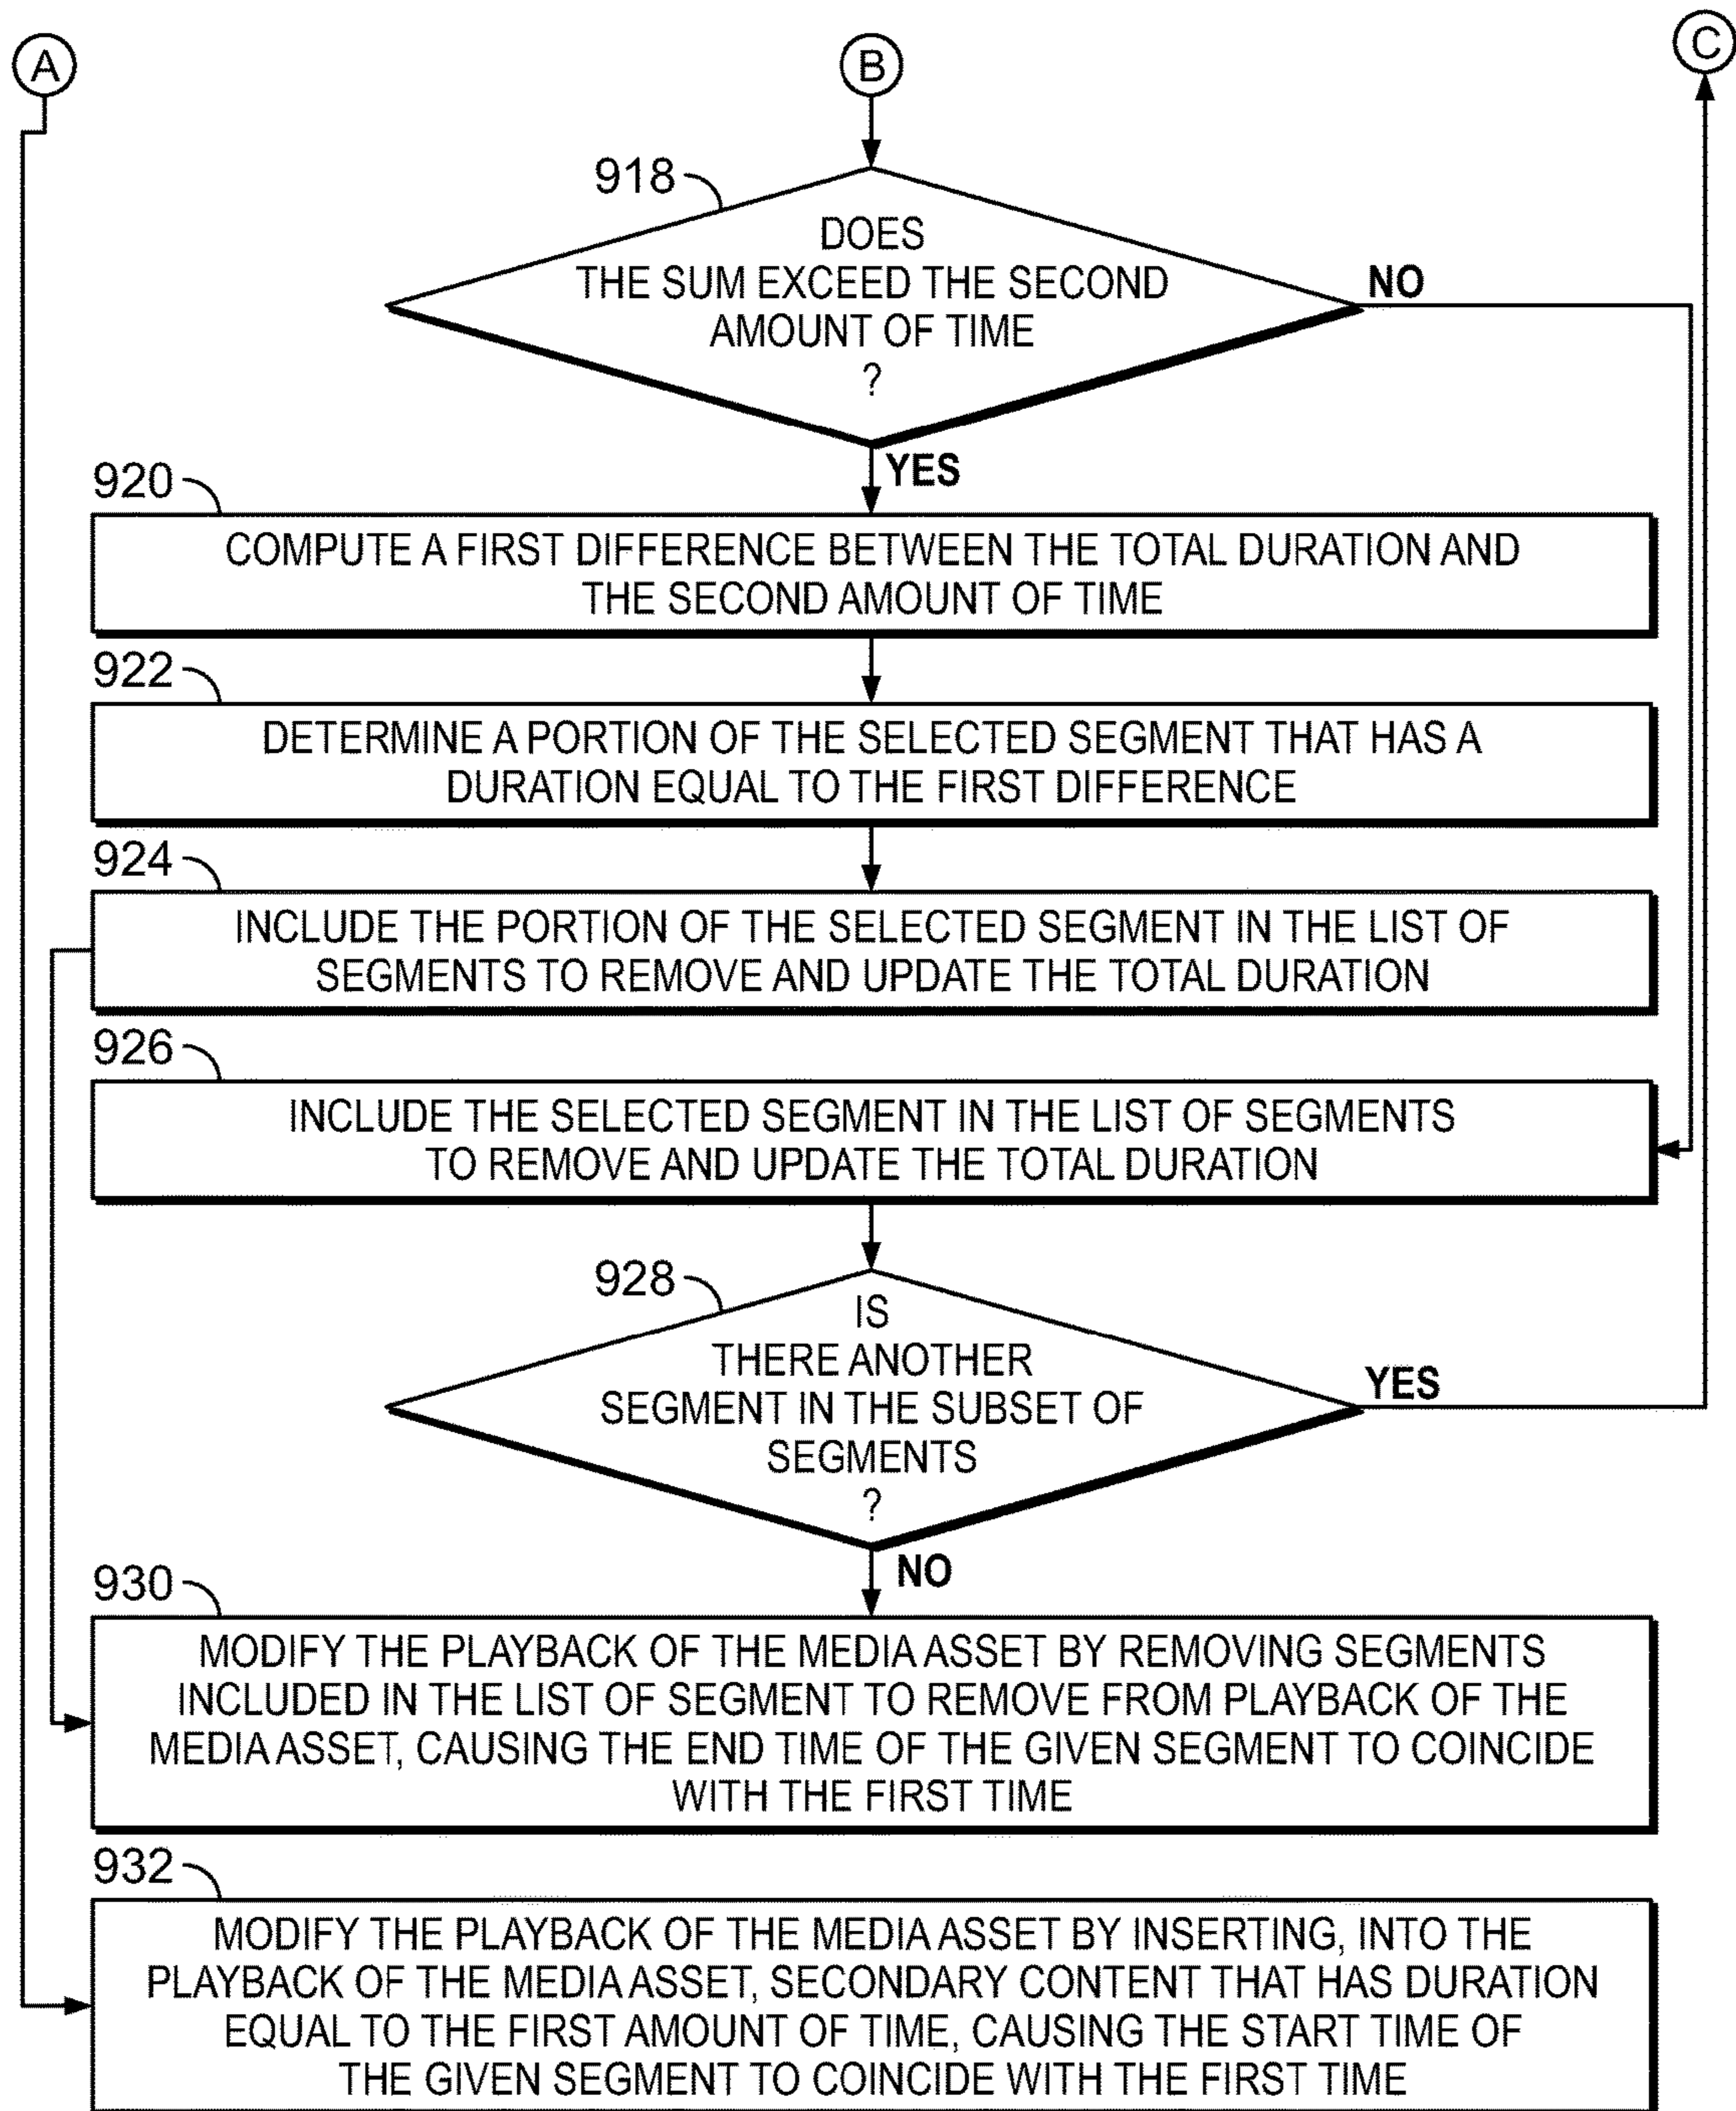 A
B
C
918
DOES
THE SUM EXCEED THE SECOND
AMOUNT OF TIME
?
NO
YES
920
COMPUTE A FIRST DIFFERENCE BETWEEN THE TOTAL DURATION AND
THE SECOND AMOUNT OF TIME
922
DETERMINE A PORTION OF THE SELECTED SEGMENT THAT HAS A
DURATION EQUAL TO THE FIRST DIFFERENCE
924
INCLUDE THE PORTION OF THE SELECTED SEGMENT IN THE LIST OF
SEGMENTS TO REMOVE AND UPDATE THE TOTAL DURATION
926
INCLUDE THE SELECTED SEGMENT IN THE LIST OF SEGMENTS
TO REMOVE AND UPDATE THE TOTAL DURATION
928
IS
THERE ANOTHER
SEGMENT IN THE SUBSET OF
SEGMENTS
?
YES
NO
930
MODIFY THE PLAYBACK OF THE MEDIA ASSET BY REMOVING SEGMENTS
INCLUDED IN THE LIST OF SEGMENT TO REMOVE FROM PLAYBACK OF THE
MEDIA ASSET, CAUSING THE END TIME OF THE GIVEN SEGMENT TO COINCIDE
WITH THE FIRST TIME
932
MODIFY THE PLAYBACK OF THE MEDIA ASSET BY INSERTING, INTO THE
PLAYBACK OF THE MEDIA ASSET, SECONDARY CONTENT THAT HAS DURATION
EQUAL TO THE FIRST AMOUNT OF TIME, CAUSING THE START TIME OF
THE GIVEN SEGMENT TO COINCIDE WITH THE FIRST TIME